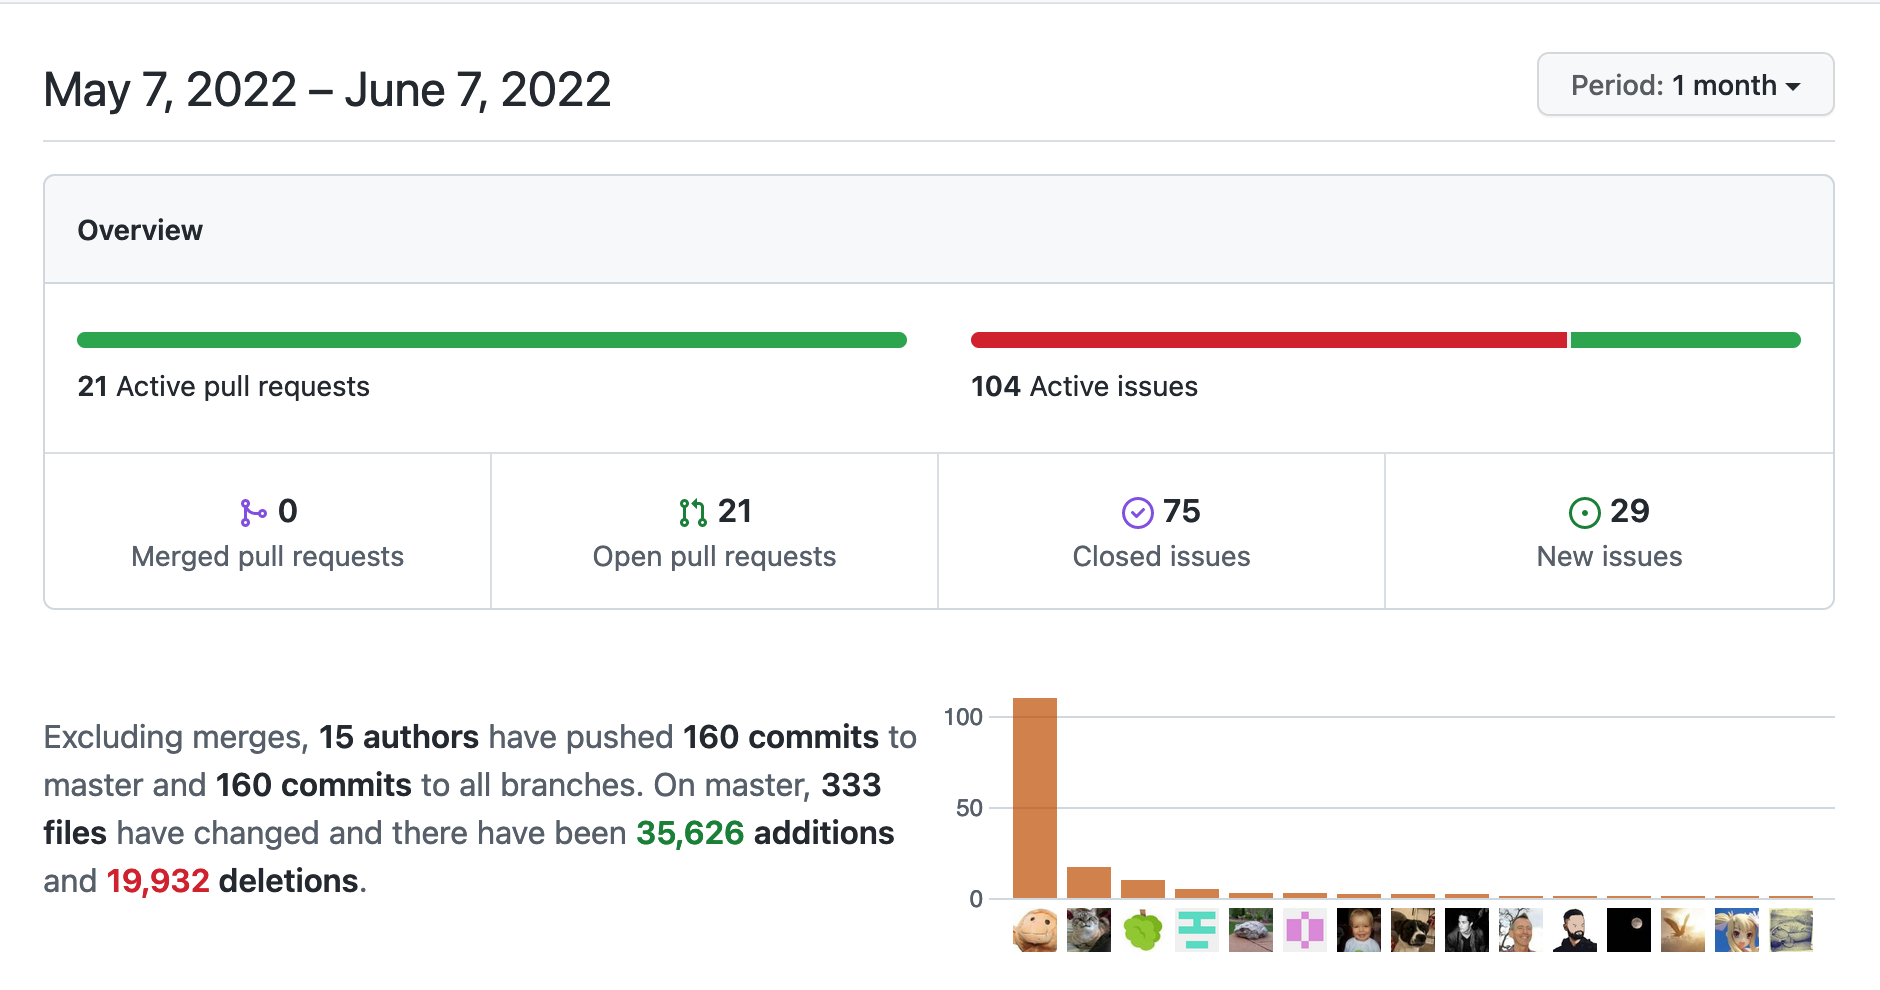 May 7, 2022 – June 7, 2022
Period: 1 month
Overview
21 Active pull requests
104 Active issues
0
Merged pull requests
21
Open pull requests
75
Closed issues
29
New issues
Excluding merges, 15 authors have pushed 160 commits to
master and 160 commits to all branches. On master, 333
files have changed and there have been 35,626 additions
and 19,932 deletions.
100
50
0